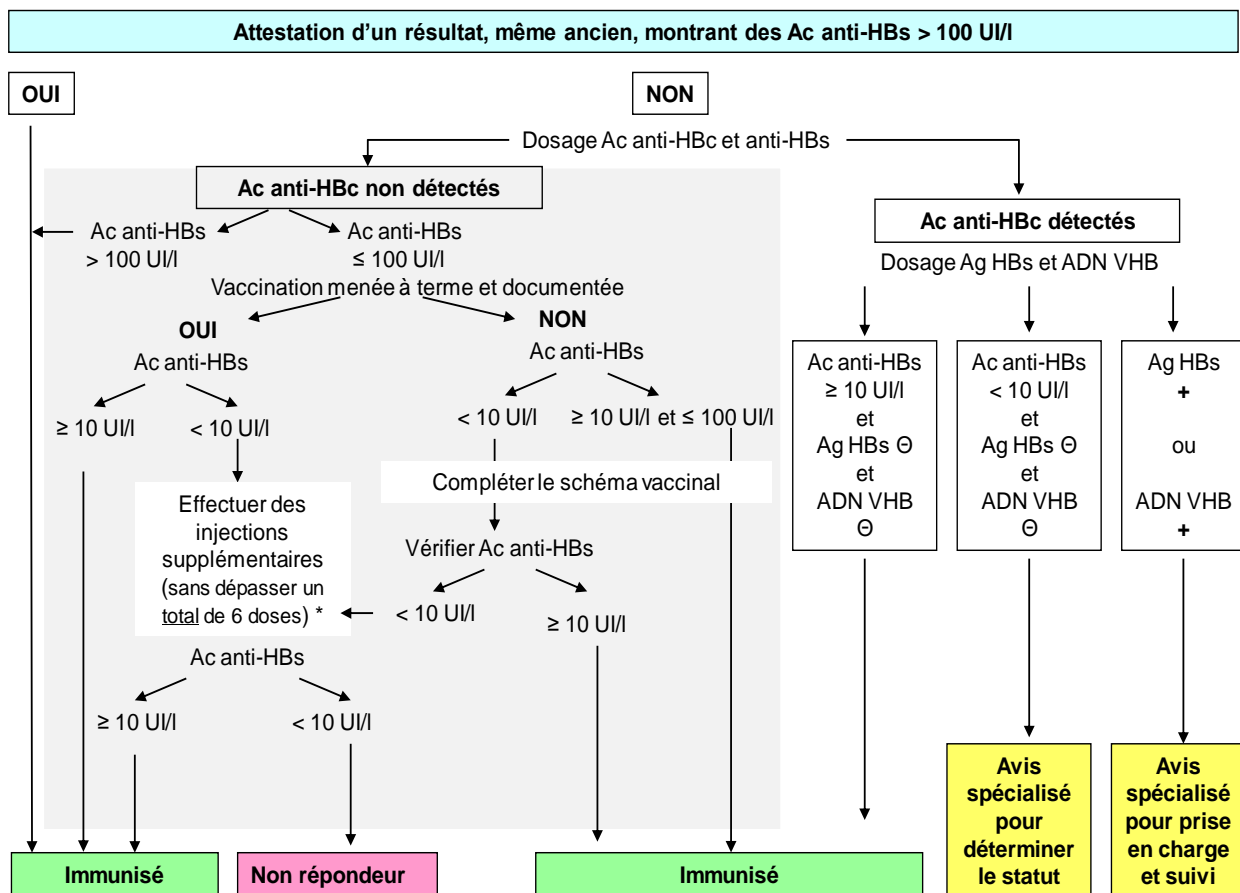 Attestation d'un résultat, même ancien, montrant des Ac anti-HBs > 100 UI/l
OUI
NON
Dosage Ac anti-HBc et anti-HBs
Ac anti-HBc non détectés
Ac anti-HBs
> 100 UI/l
Ac anti-HBs
≤ 100 UI/l
Vaccination menée à terme et documentée
OUI
Ac anti-HBs
≥ 10 UI/l
< 10 UI/l
NON
Ac anti-HBs
< 10 UI/l
≥ 10 UI/l et ≤ 100 UI/l
Effectuer des
injections
supplémentaires
(sans dépasser un
total de 6 doses) *
Compléter le schéma vaccinal
Vérifier Ac anti-HBs
< 10 UI/l
≥ 10 UI/l
Ac anti-HBs
≥ 10 UI/l
< 10 UI/l
Ac anti-HBc détectés
Dosage Ag HBs et ADN VHB
Ac anti-HBs
≥ 10 UI/l
et
Ag HBs Θ
et
ADN VHB
Θ
Ac anti-HBs
< 10 UI/l
et
Ag HBs Θ
et
ADN VHB
Θ
Ag HBs
+
ou
ADN VHB
+
Immunisé
Non répondeur
Immunisé
Avis
spécialisé
pour
déterminer
le statut
Avis
spécialisé
pour prise
en charge
et suivi